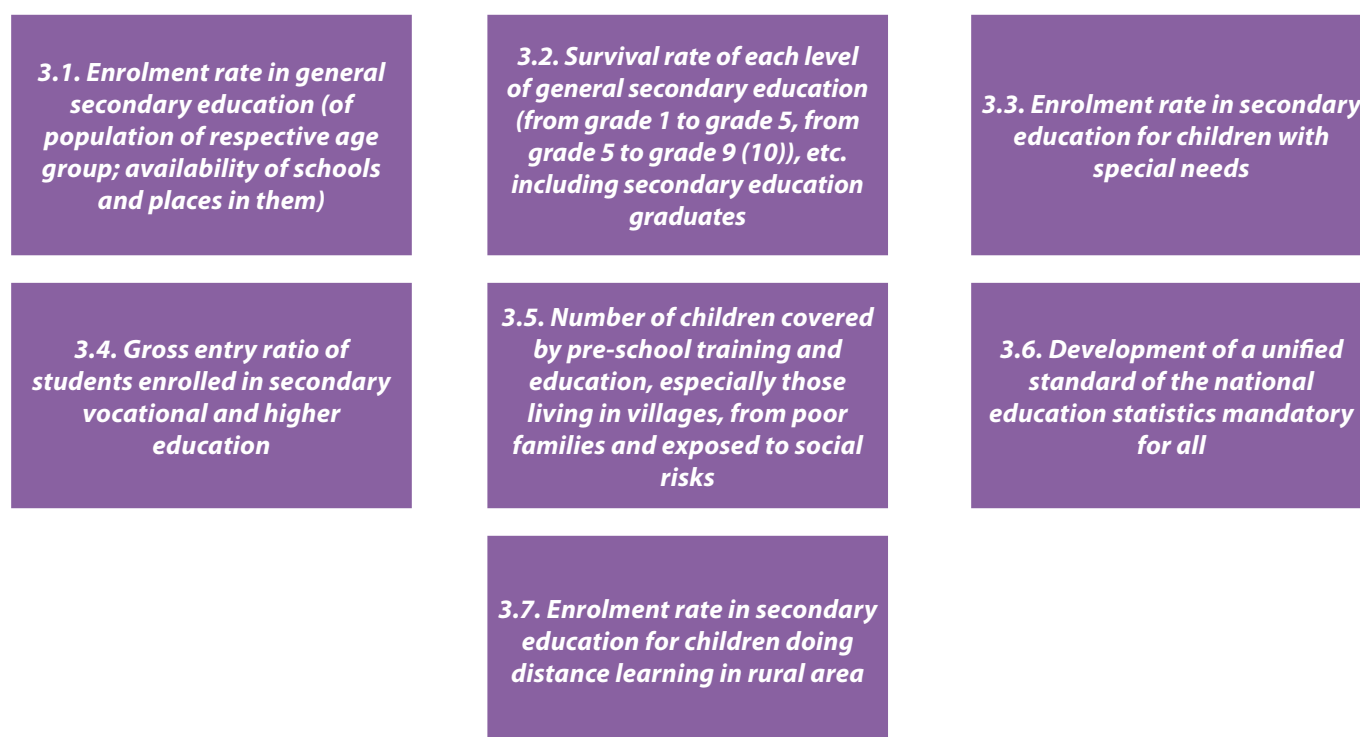 3.1. Enrolment rate in general
secondary education (of
population of respective age
group; availability of schools
and places in them)
3.2. Survival rate of each level
of general secondary education
(from grade 1 to grade 5, from
grade 5 to grade 9 (10)), etc.
including secondary education
graduates
3.3. Enrolment rate in secondary
education for children with
special needs
3.4. Gross entry ratio of
students enrolled in secondary
vocational and higher
education
3.5. Number of children covered
by pre-school training and
education, especially those
living in villages, from poor
families and exposed to social
risks
3.6. Development of a unified
standard of the national
education statistics mandatory
for all
3.7. Enrolment rate in secondary
education for children doing
distance learning in rural area